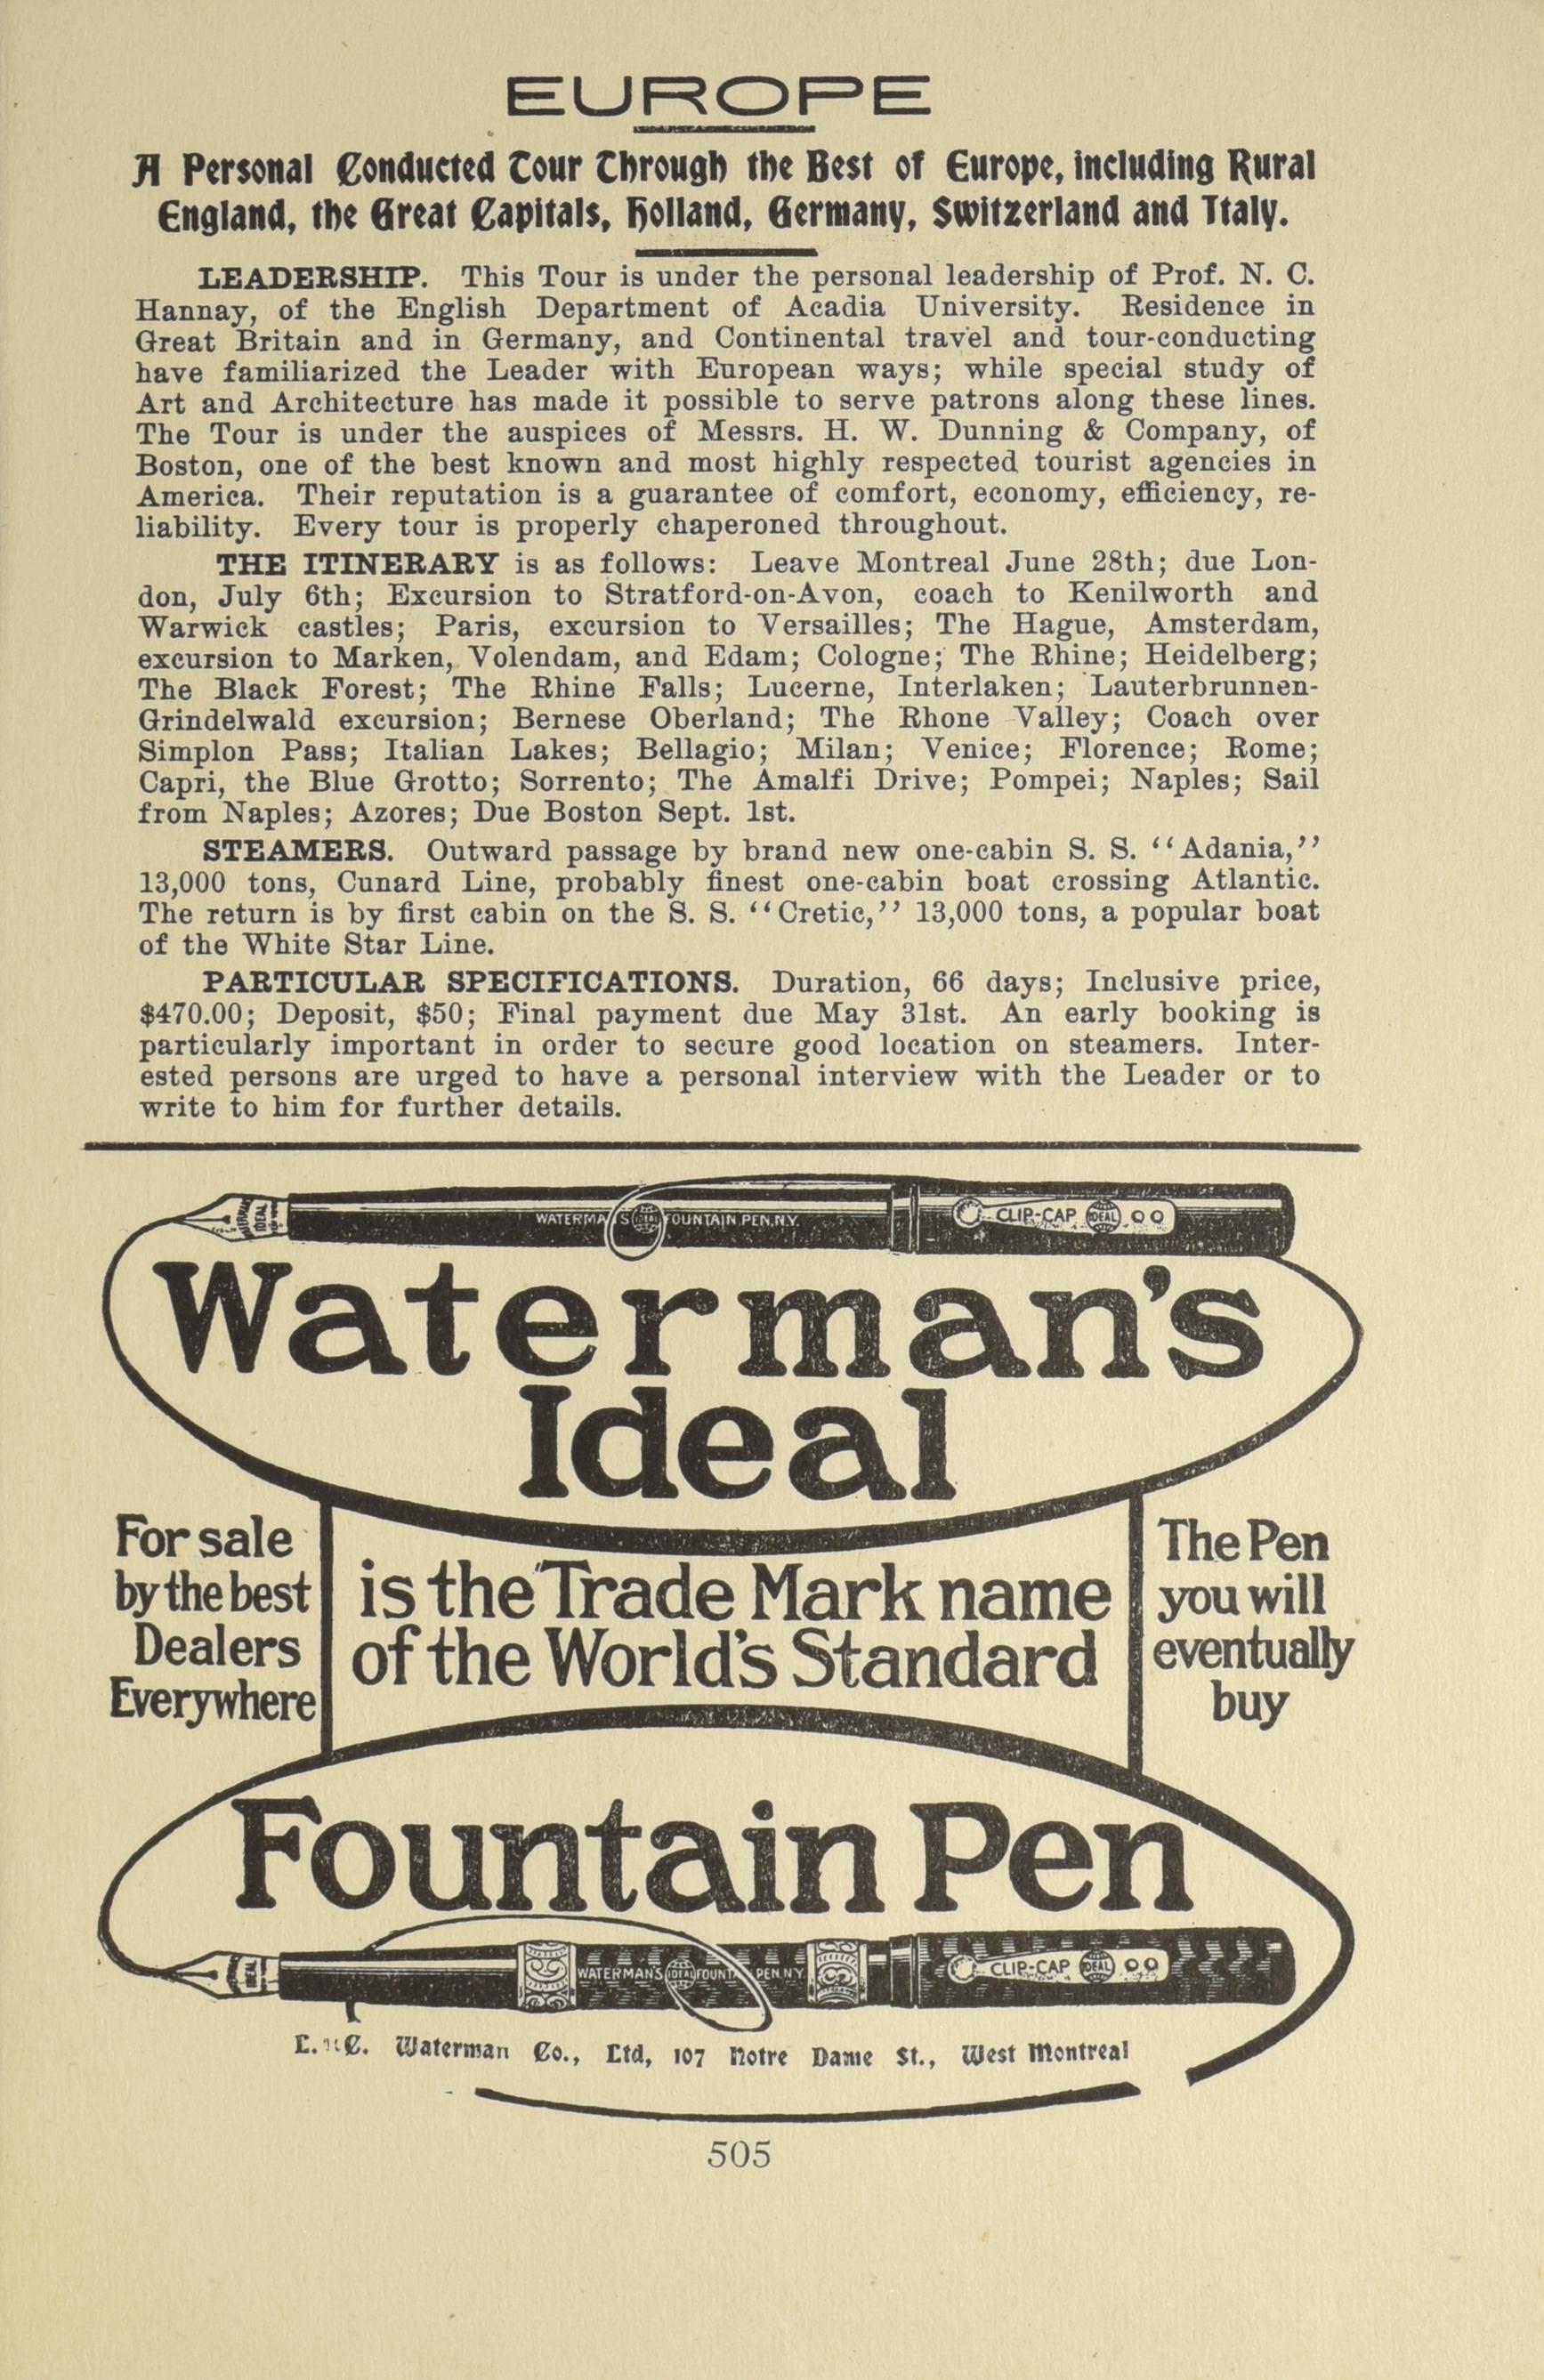 EUROPE
A Personal Conducted Tour Through the Best of Europe, including Rural
England, the Great Capitals, Holland, Germany, Switzerland and Italy.
LEADERSHIP. This Tour is under the personal leadership of Prof. N. C.
Hannay, of the English Department of Acadia University. Residence in
Great Britain and in Germany, and Continental travel and tour-conducting
have familiarized the Leader with European ways; while special study of
Art and Architecture has made it possible to serve patrons along these lines.
The Tour is under the auspices of Messrs. H. W. Dunning & Company, of
Boston, one of the best known and most highly respected tourist agencies in
America. Their reputation is a guarantee of comfort, economy, efficiency, re-
liability. Every tour is properly chaperoned throughout.
THE ITINERARY is as follows: Leave Montreal June 28th; due Lon-
don, July 6th; Excursion to Stratford-on-Avon, coach to Kenilworth and
Warwick castles; Paris, excursion to Versailles; The Hague, Amsterdam,
excursion to Marken, Volendam, and Edam; Cologne; The Rhine; Heidelberg;
The Black Forest; The Rhine Falls; Lucerne, Interlaken; Lauterbrunnen-
Grindelwald excursion; Bernese Oberland; The Rhone Valley; Coach over
Simplon Pass; Italian Lakes; Bellagio; Milan; Venice; Florence; Rome;
Capri, the Blue Grotto; Sorrento; The Amalfi Drive; Pompei; Naples; Sail
from Naples; Azores; Due Boston Sept. 1st.
STEAMERS. Outward passage by brand new one-cabin S. S. "Adania,"
13,000 tons, Cunard Line, probably finest one-cabin boat crossing Atlantic.
The return is by first cabin on the S. S. "Cretic," 13,000 tons, a popular boat
of the White Star Line.
PARTICULAR SPECIFICATIONS. Duration, 66 days; Inclusive price,
$470.00; Deposit, $50; Final payment due May 31st. An early booking is
particularly important in order to secure good location on steamers. Inter-
ested persons are urged to have a personal interview with the Leader or to
write to him for further details.
IDEAL
WATERMAN'S IDEAL FOUNTAIN PEN, N.Y.
CLIP-CAP IDEAL
Waterman's
Ideal
For sale
by the best
Dealers
Everywhere
is the Trade Mark name
of the World's Standard
The Pen
you will
eventually
buy
Fountain Pen
IDEAL
WATERMAN'S IDEAL FOUNT PEN, N.Y.
CLIP-CAP IDEAL
L. C. Waterman Co., Ltd, 107 Notre Dame St., West Montreal
505